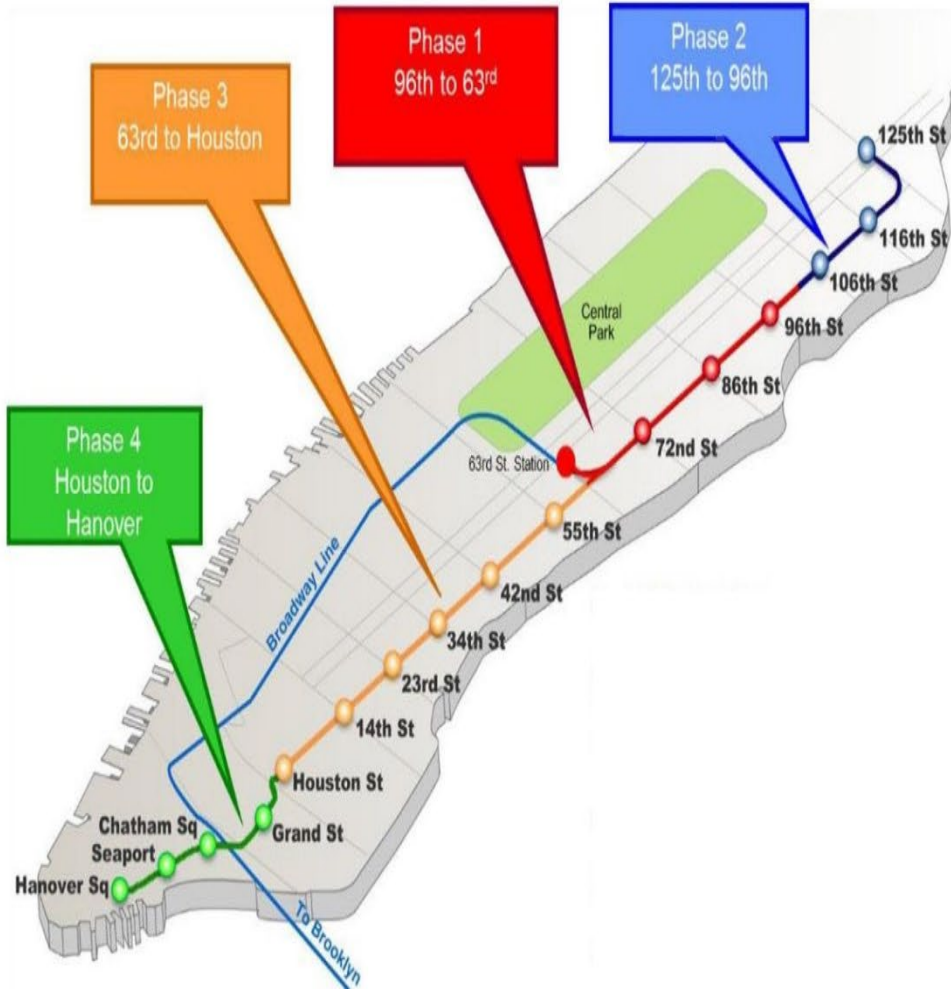 Phase 1
96th to 63rd
Phase 2
125th to 96th
Phase 3
63rd to Houston
Phase 4
Houston to
Hanover
125th St
116th St
106th St
96th St
86th St
72nd St
Central
Park
63rd St. Station
55th St
42nd St
34th St
23rd St
14th St
Houston St
Grand St
Chatham Sq
Seaport
Hanover Sq
Broadway Line
To Brooklyn